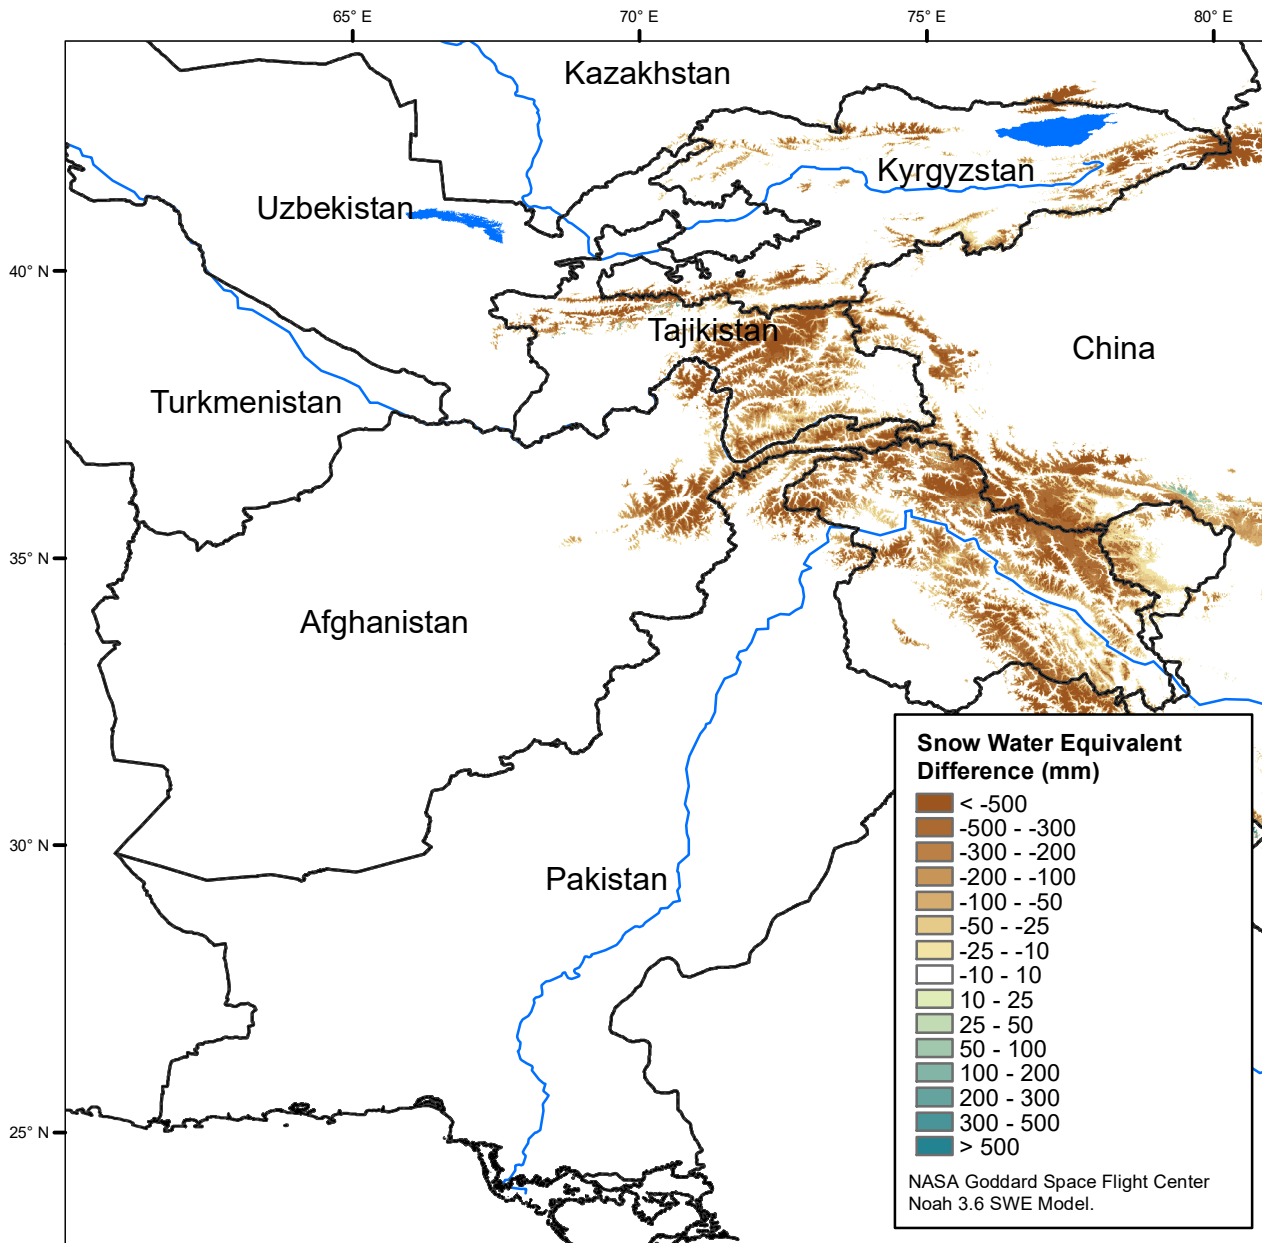 65° E
70° E
75° E
80° E
Kazakhstan
Kyrgyzstan
Uzbekistan
40° N
Tajikistan
China
Turkmenistan
35° N
Afghanistan
Snow Water Equivalent
Difference (mm)
< -500
-500 - -300
-300 - -200
-200 - -100
-100 - -50
-50 - -25
-25 - -10
-10 - 10
10 - 25
25 - 50
50 - 100
100 - 200
200 - 300
300 - 500
> 500
NASA Goddard Space Flight Center
Noah 3.6 SWE Model.
30° N
Pakistan
25° N